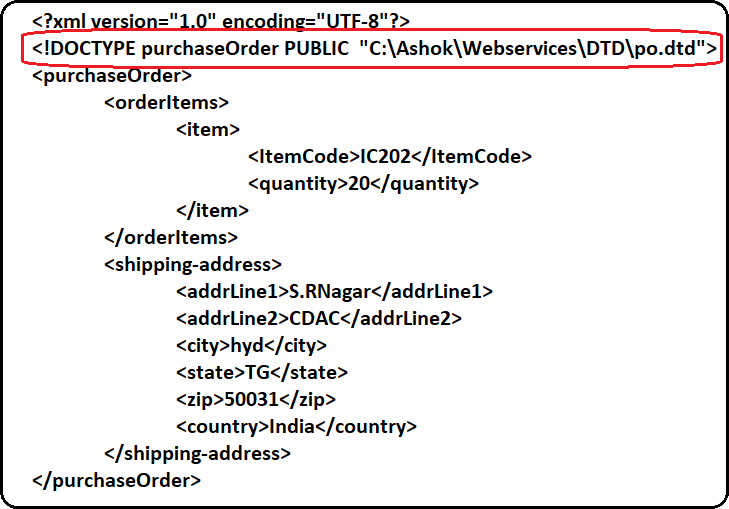 <?xml version="1.0" encoding="UTF-8"?>
<!DOCTYPE purchaseOrder PUBLIC  "C:\Ashok\Webservices\DTD\po.dtd">
<purchaseOrder>
	<orderItems>
		<item>
			<ItemCode>IC202</ItemCode>
			<quantity>20</quantity>
		</item>
	</orderItems>
	<shipping-address>
		<addrLine1>S.RNagar</addrLine1>
		<addrLine2>CDAC</addrLine2>
		<city>hyd</city>
		<state>TG</state>
		<zip>50031</zip>
		<country>India</country>
	</shipping-address>
</purchaseOrder>